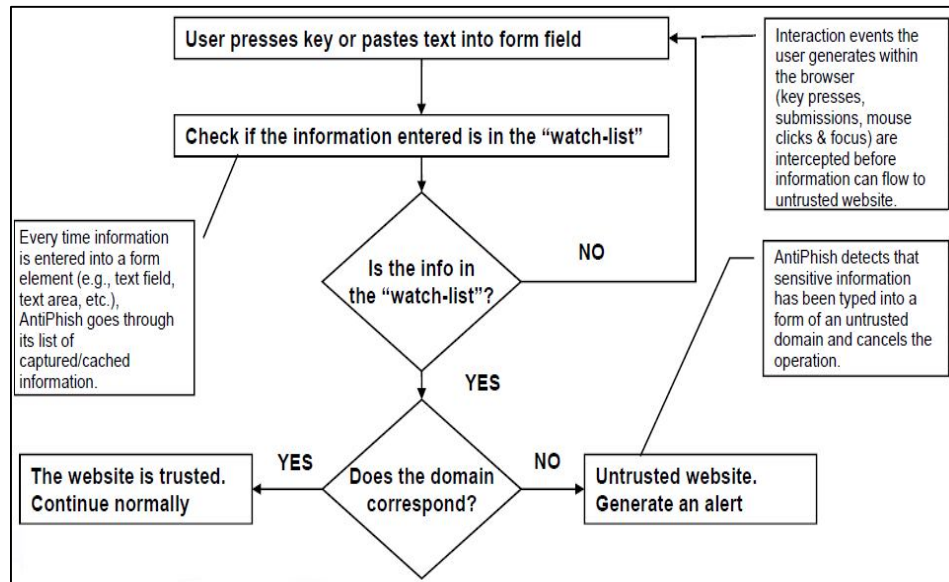 User presses key or pastes text into form field
Interaction events the
user generates within
the browser
(key presses,
submissions, mouse
clicks & focus) are
intercepted before
information can flow to
untrusted website.
Check if the information entered is in the “watch-list”
Every time information
is entered into a form
element (e.g., text field,
text area, etc.),
AntiPhish goes through
its list of
captured/cached
information.
Is the info in
the “watch-list”?
NO
AntiPhish detects that
sensitive information
has been typed into a
form of an untrusted
domain and cancels the
operation.
YES
The website is trusted.
Continue normally
YES
Does the domain
correspond?
NO
Untrusted website.
Generate an alert